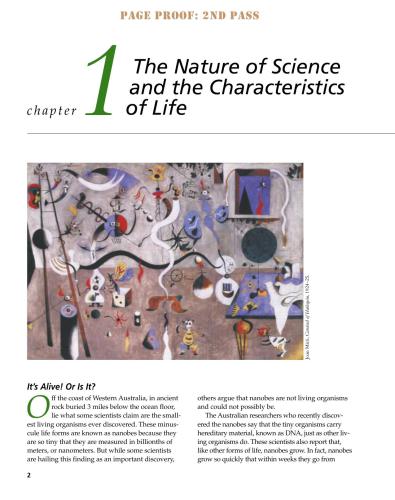 PAGE PROOF: 2ND PASS
chapter 1
The Nature of Science
and the Characteristics
of Life
Joan Miró, Carnival of Harlequin, 1924–25.
It's Alive! Or Is It?
Off the coast of Western Australia, in ancient
rock buried 3 miles below the ocean floor,
lie what some scientists claim are the small-
est living organisms ever discovered. These minus-
cule life forms are known as nanobes because they
are so tiny that they are measured in billionths of
meters, or nanometers. But while some scientists
are hailing this finding as an important discovery,
others argue that nanobes are not living organisms
and could not possibly be.
The Australian researchers who recently discov-
ered the nanobes say that the tiny organisms carry
hereditary material, known as DNA, just as other liv-
ing organisms do. These scientists also report that,
like other forms of life, nanobes grow. In fact, nanobes
grow so quickly that within weeks they go from
2